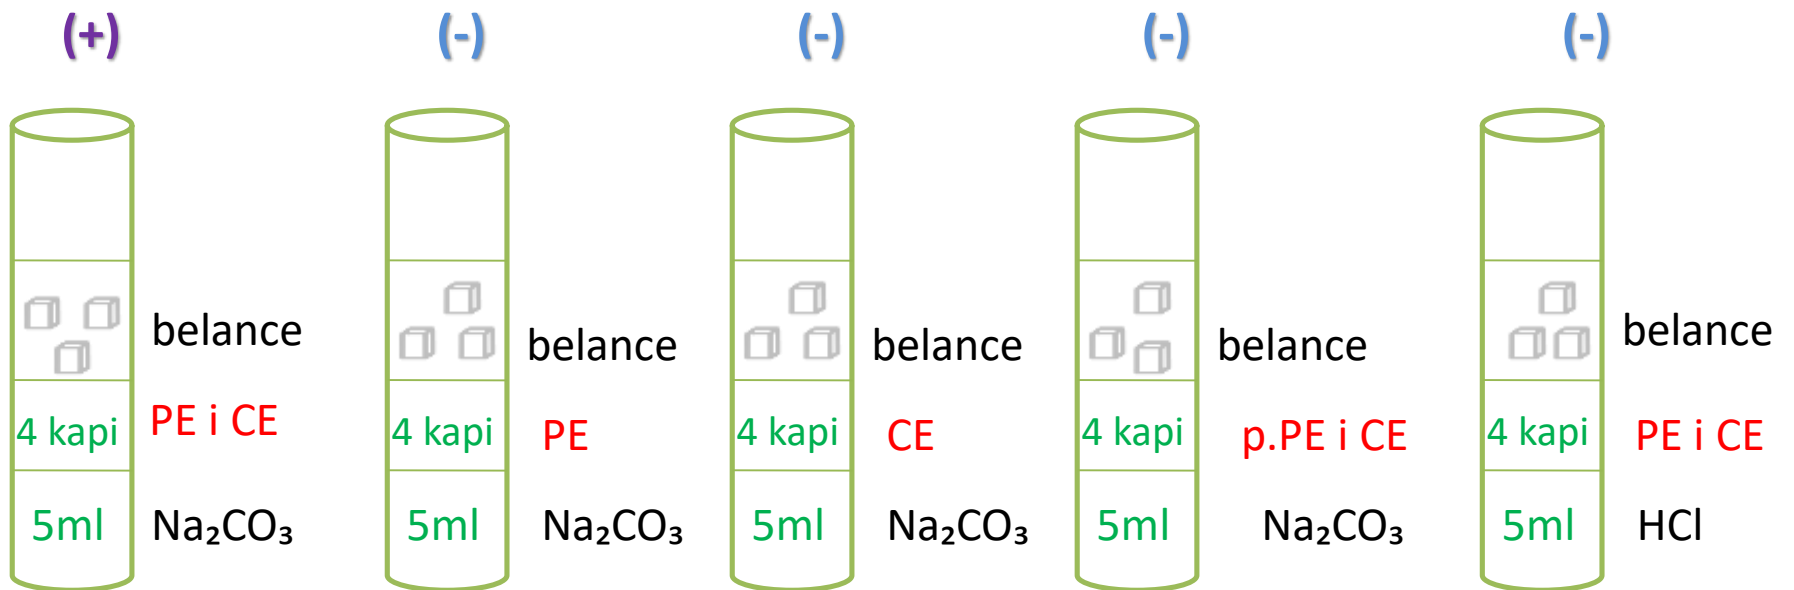 (+) (-) (-) (-) (-)
belance belance belance belance belance
4 kapi PE i CE 4 kapi PE 4 kapi CE 4 kapi p.PE i CE 4 kapi PE i CE
5ml Na₂CO₃ 5ml Na₂CO₃ 5ml Na₂CO₃ 5ml Na₂CO₃ 5ml HCl